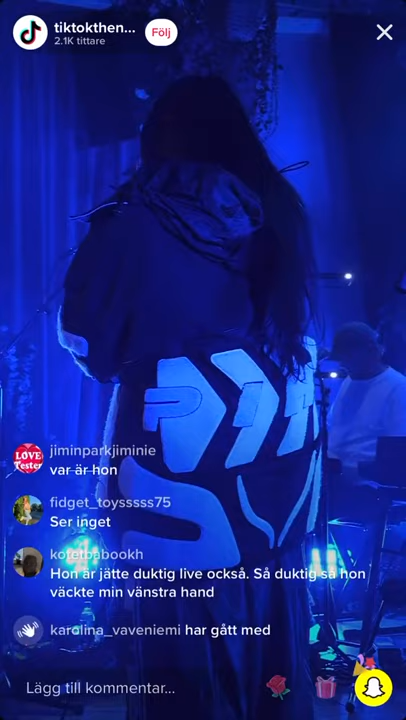 tiktokthen...
2.1K tittare
Följ
jiminparkjiminie
LOVE
Tester
var är hon
fidget_toysssss75
Ser inget
kotetbabookh
Hon är jätte duktig live också. Så duktig så hon
väckte min vänstra hand
karolina_vaveniemi har gått med
Lägg till kommentar...